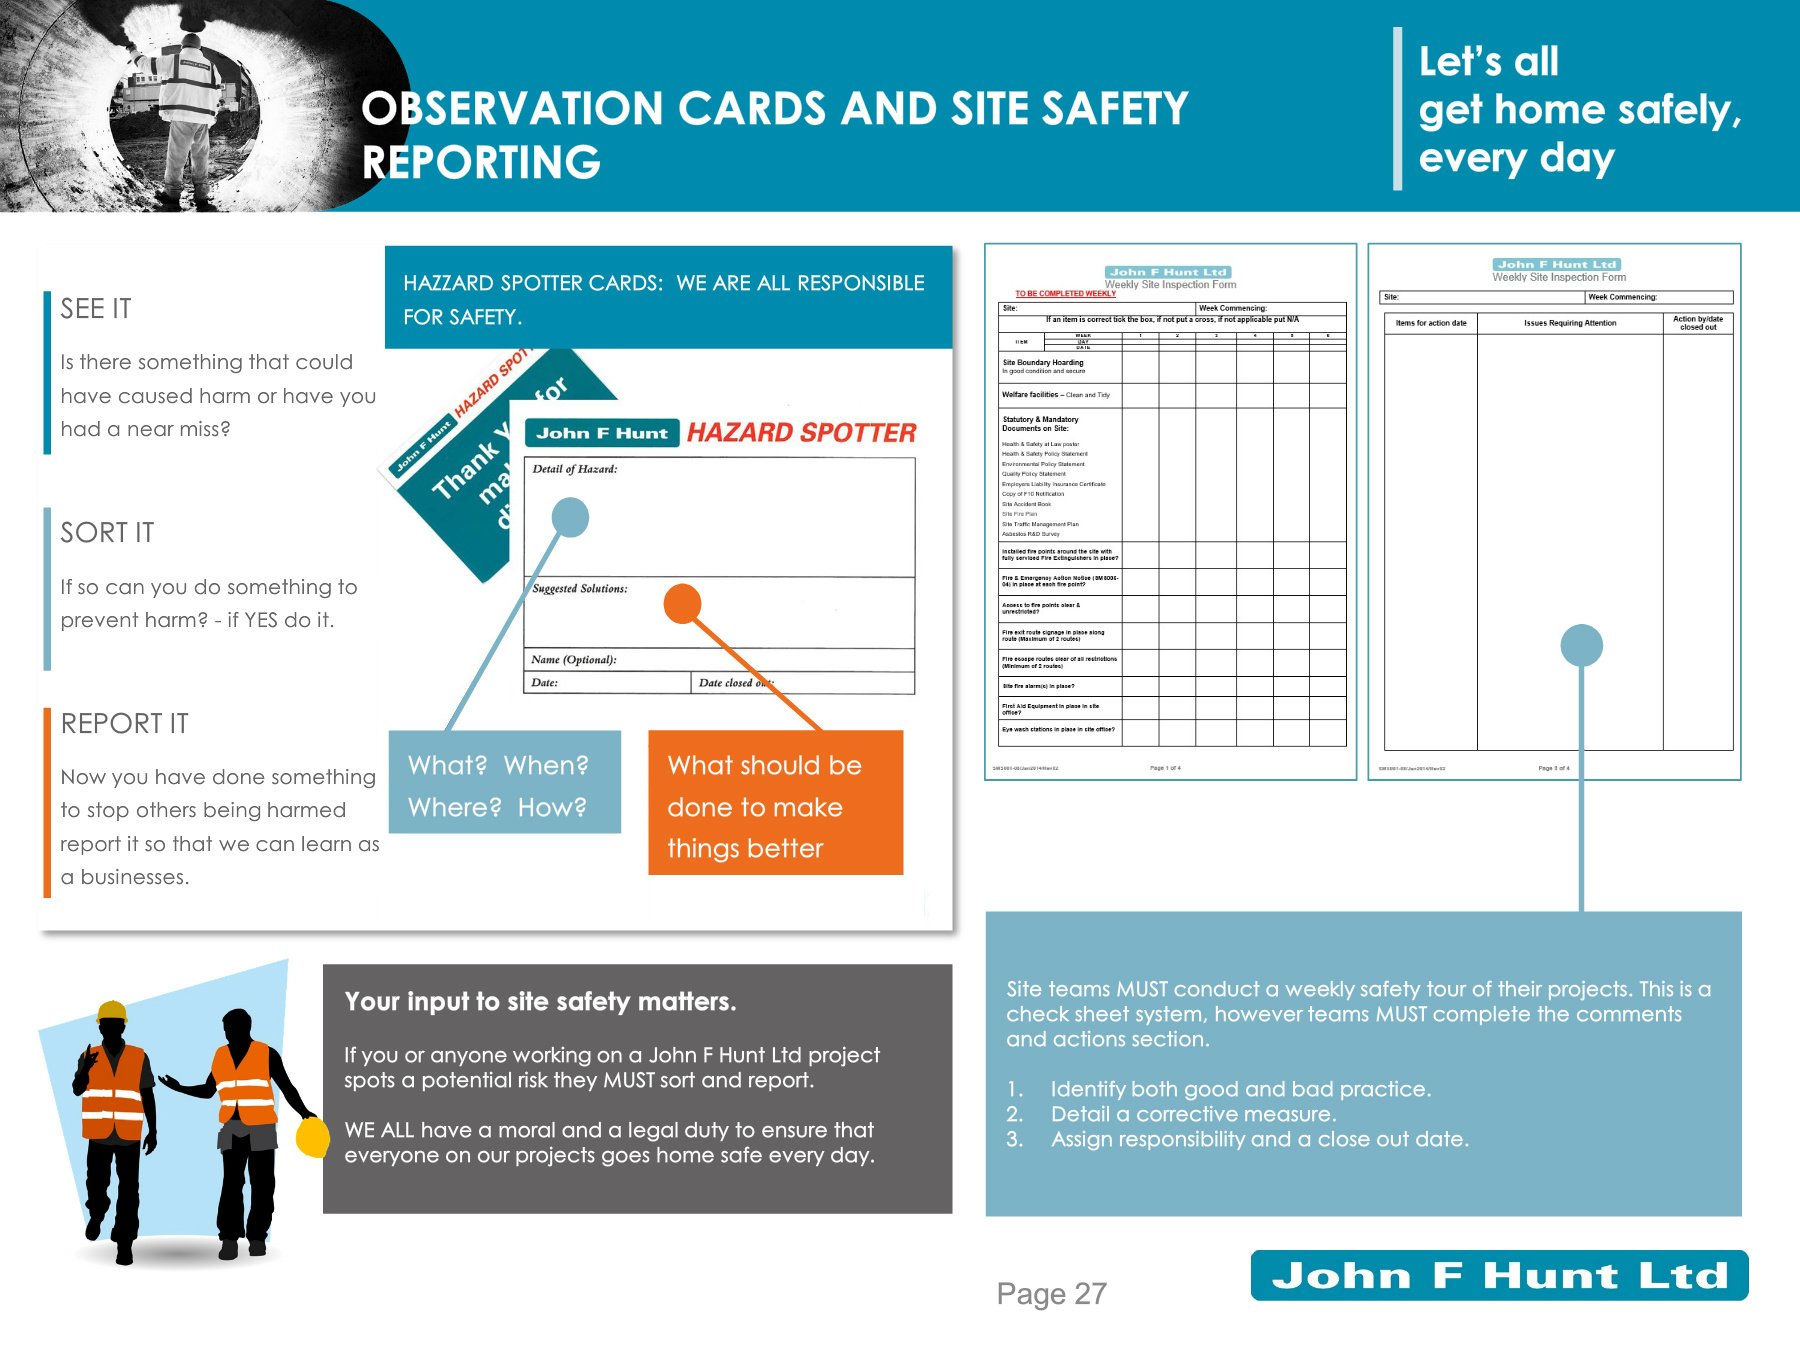 OBSERVATION CARDS AND SITE SAFETY
REPORTING
Let's all
get home safely,
every day
SEE IT
Is there something that could
have caused harm or have you
had a near miss?
SORT IT
If so can you do something to
prevent harm? - if YES do it.
REPORT IT
Now you have done something
to stop others being harmed
report it so that we can learn as
a businesses.
HAZZARD SPOTTER CARDS: WE ARE ALL RESPONSIBLE
FOR SAFETY.
John F Hunt HAZARD SPOT
Thank
for
John F Hunt HAZARD SPOTTER
Detail of Hazard:
Suggested Solutions:
Name (Optional):
Date: Date closed out:
What? When?
Where? How?
What should be
done to make
things better
John F Hunt Ltd
Weekly Site Inspection Form
TO BE COMPLETED WEEKLY
Site: Week Commencing:
If an item is correct tick the box, if not put a cross, if not applicable put N/A
ITEM WEEK 1 2 3 4 5 6
DAY
DATE
Site Boundary Hoarding
In good condition and secure
Welfare facilities – Clean and Tidy
Statutory & Mandatory
Documents on Site:
Health & Safety at Law poster
Health & Safety Policy Statement
Environmental Policy Statement
Quality Policy Statement
Employers Liability Insurance Certificate
Copy of F10 Notification
Site Accident Book
Site Fire Plan
Site Traffic Management Plan
Asbestos R&D Survey
Installed fire points around the site with
fully serviced Fire Extinguishers in place?
Fire & Emergency Action Notice (SM8006-
04) in place at each fire point?
Access to fire points clear &
unrestricted?
Fire exit route signage in place along
route (Maximum of 2 routes)
Fire escape routes clear of all restrictions
(Minimum of 2 routes)
Site fire alarm(s) in place?
First Aid Equipment in place in site
office?
Eye wash stations in place in site office?
Page 1 of 4
John F Hunt Ltd
Weekly Site Inspection Form
Site: Week Commencing:
Items for action date Issues Requiring Attention Action by/date
closed out
Page of 4
Your input to site safety matters.
If you or anyone working on a John F Hunt Ltd project
spots a potential risk they MUST sort and report.
WE ALL have a moral and a legal duty to ensure that
everyone on our projects goes home safe every day.
Site teams MUST conduct a weekly safety tour of their projects. This is a
check sheet system, however teams MUST complete the comments
and actions section.
1. Identify both good and bad practice.
2. Detail a corrective measure.
3. Assign responsibility and a close out date.
Page 27
John F Hunt Ltd